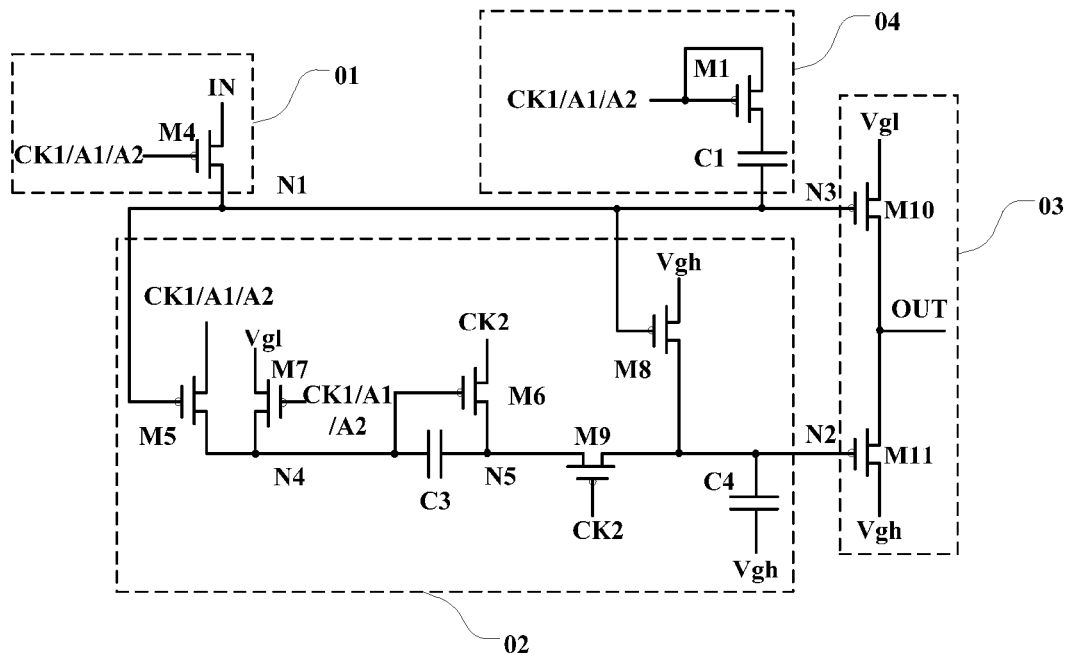 04
01
IN
M1
CK1/A1/A2
Vgl
M4
CK1/A1/A2
C1
N1
N3
M10
03
Vgh
CK1/A1/A2
CK2
OUT
Vgl
M7
M8
CK1/A1
/A2
M6
M5
M9
N2
M11
N4
C3
N5
C4
CK2
Vgh
Vgh
02